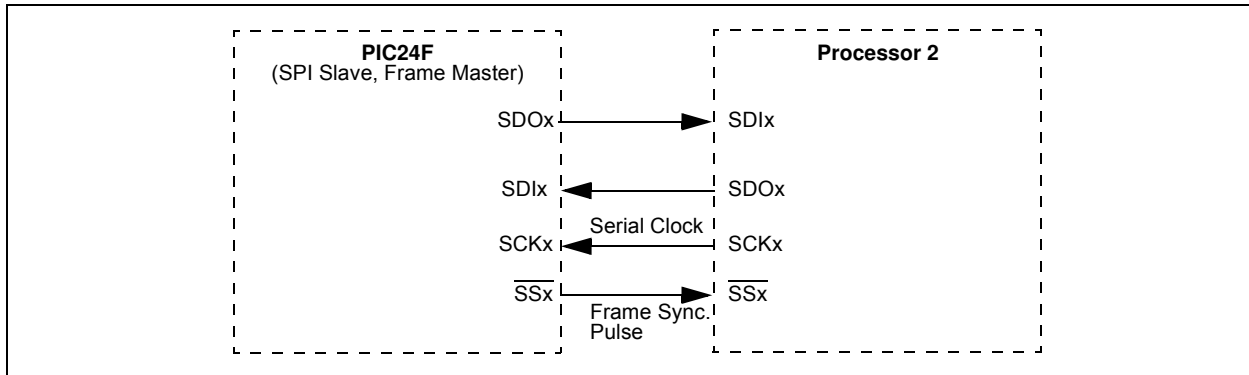 PIC24F
(SPI Slave, Frame Master)
Processor 2
SDOx
SDIx
SDIx
SDOx
Serial Clock
SCKx
SCKx
SSx
SSx
Frame Sync.
Pulse